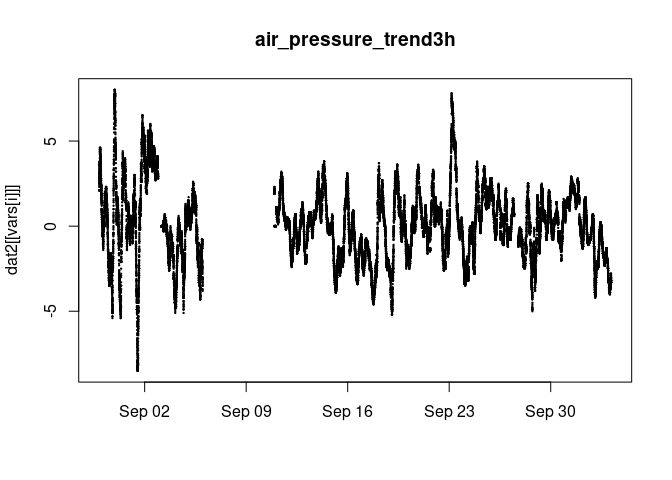 air_pressure_trend3h
dat2[[vars[i]]]
5
0
-5
Sep 02 Sep 09 Sep 16 Sep 23 Sep 30